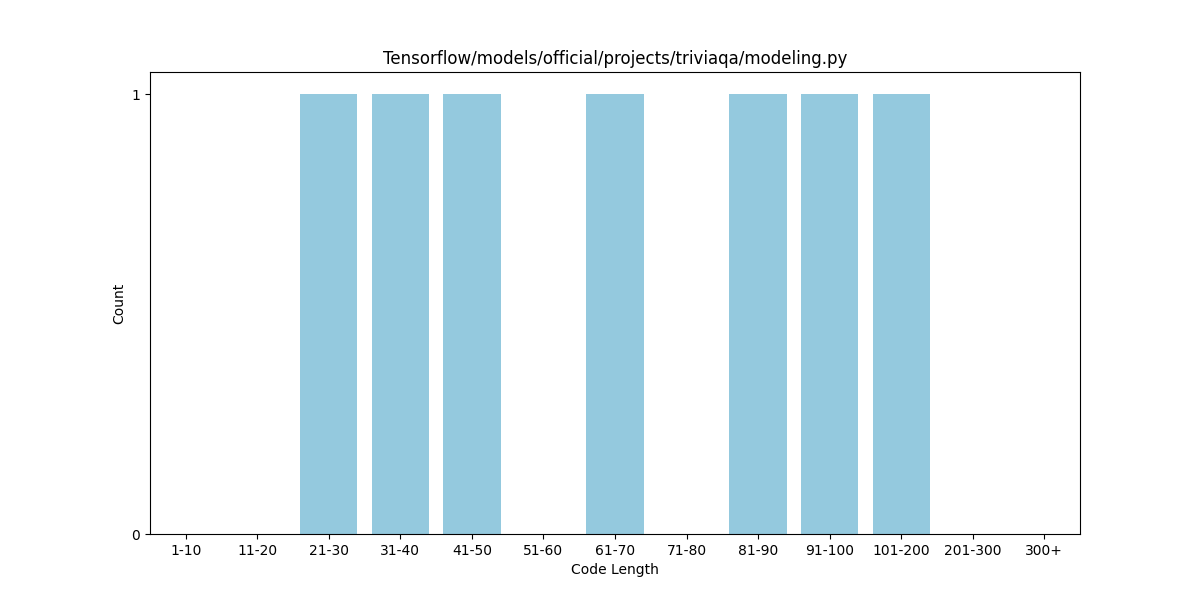 Tensorflow/models/official/projects/triviaqa/modeling.py
1
Count
0
1-10 11-20 21-30 31-40 41-50 51-60 61-70 71-80 81-90 91-100 101-200 201-300 300+
Code Length